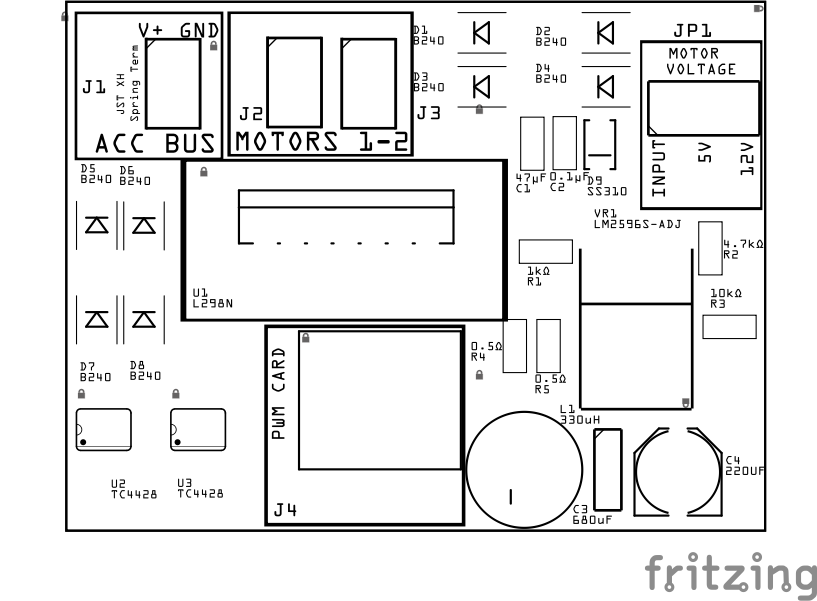 V+ GND
J1
JST XH
Spring Term
ACC BUS
J2
J3
MOTORS 1-2
D1
B240
D2
B240
D3
B240
D4
B240
JP1
MOTOR
VOLTAGE
INPUT
5V
12V
47µF
C1
0.1µF
C2
D9
SS310
D5
B240
D6
B240
VR1
LM2596S-ADJ
4.7kΩ
R2
1kΩ
R1
U1
L298N
10kΩ
R3
0.5Ω
R4
0.5Ω
R5
PWM CARD
J4
D7
B240
D8
B240
L1
330uH
U2
TC4428
U3
TC4428
C3
680uF
C4
220UF
fritzing